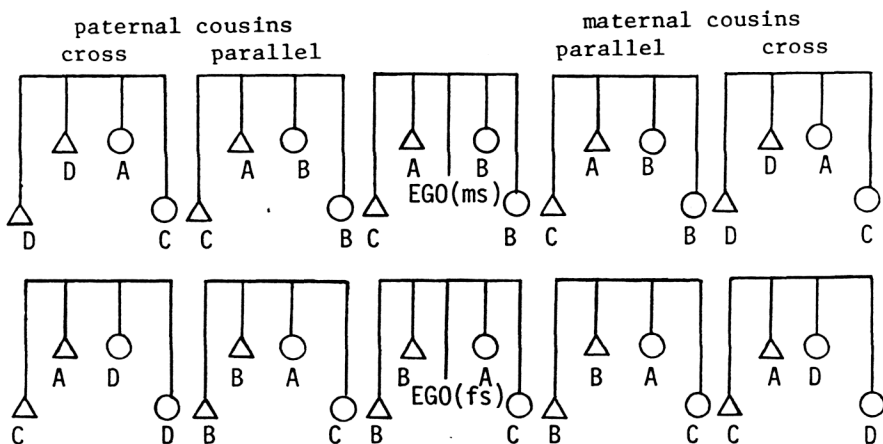 paternal cousins
maternal cousins
cross parallel parallel cross
D A A B A B A B D A
EGO(ms)
D C C B C B C B D C
A D B A B A B A A D
EGO(fs)
C D B C B C B C C D